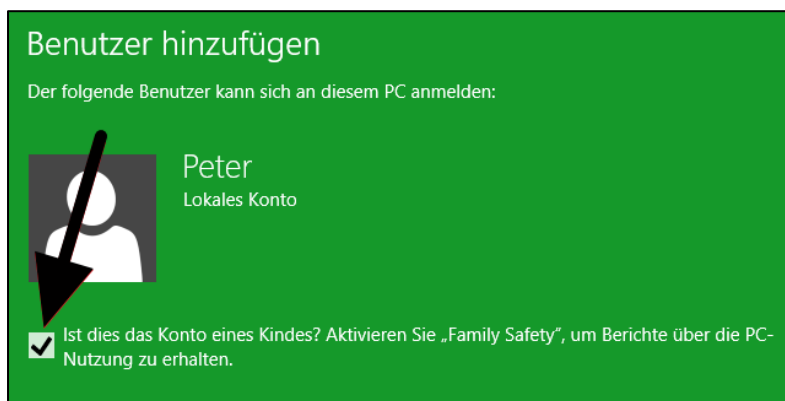 Benutzer hinzufügen
Der folgende Benutzer kann sich an diesem PC anmelden:
Peter
Lokales Konto
Ist dies das Konto eines Kindes? Aktivieren Sie „Family Safety“, um Berichte über die PC-
Nutzung zu erhalten.